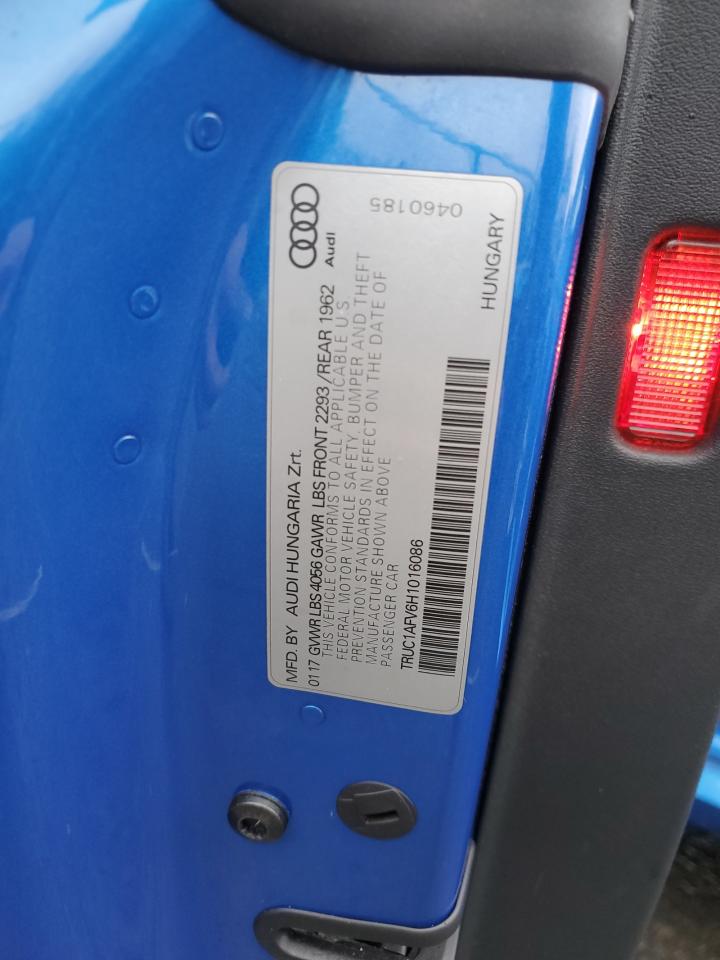 MFD. BY AUDI HUNGARIA Zrt.
Audi
0117 GVWR LBS 4056 GAWR LBS FRONT 2293 / REAR 1962
THIS VEHICLE CONFORMS TO ALL APPLICABLE U.S
FEDERAL MOTOR VEHICLE SAFETY, BUMPER AND THEFT
PREVENTION STANDARDS IN EFFECT ON THE DATE OF
MANUFACTURE SHOWN ABOVE
PASSENGER CAR
0460185
TRUC1AFV6H1016086
HUNGARY